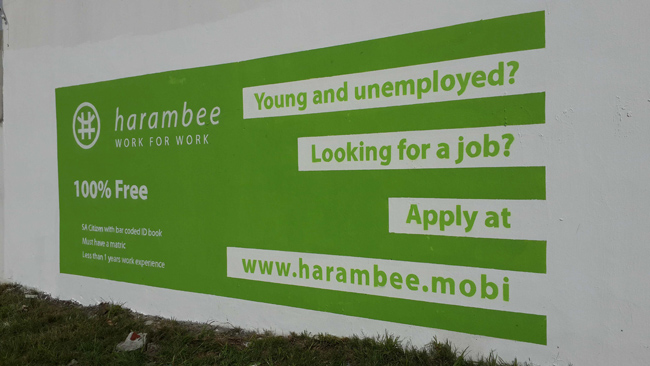 harambee
WORK FOR WORK
100% Free
SA Citizen with bar coded ID book
Must have a matric
Less than 1 years work experience
Young and unemployed?
Looking for a job?
Apply at
www.harambee.mobi